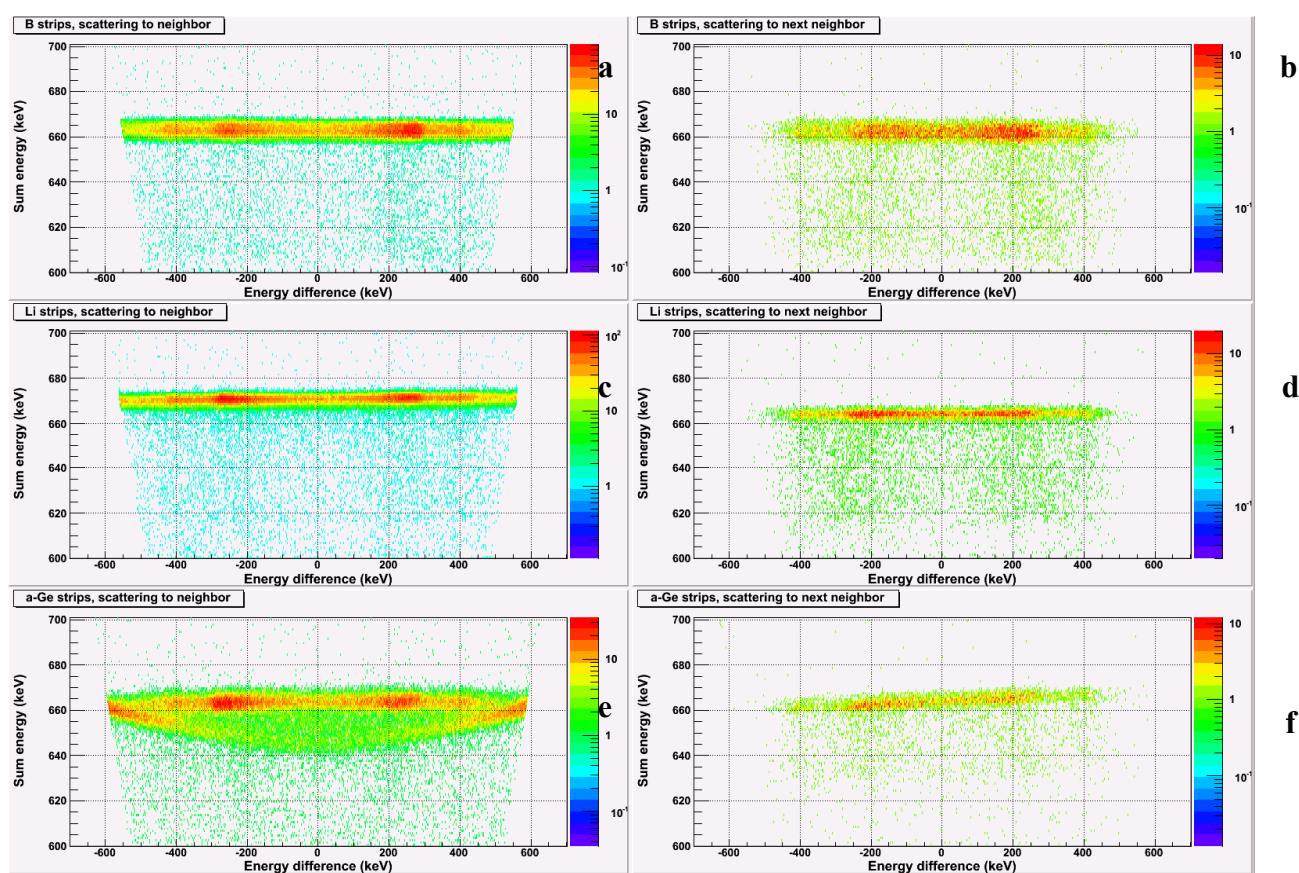 B strips, scattering to neighbor
700
680
660
640
620
600
Sum energy (keV)
-600 -400 -200 0 200 400 600
Energy difference (keV)
10
1
10⁻¹
a
B strips, scattering to next neighbor
700
680
660
640
620
600
Sum energy (keV)
-600 -400 -200 0 200 400 600
Energy difference (keV)
10
1
10⁻¹
b
Li strips, scattering to neighbor
700
680
660
640
620
600
Sum energy (keV)
-600 -400 -200 0 200 400 600
Energy difference (keV)
10²
10
1
c
Li strips, scattering to next neighbor
700
680
660
640
620
600
Sum energy (keV)
-600 -400 -200 0 200 400 600
Energy difference (keV)
10
1
10⁻¹
d
a-Ge strips, scattering to neighbor
700
680
660
640
620
600
Sum energy (keV)
-600 -400 -200 0 200 400 600
Energy difference (keV)
10
1
10⁻¹
e
a-Ge strips, scattering to next neighbor
700
680
660
640
620
600
Sum energy (keV)
-600 -400 -200 0 200 400 600
Energy difference (keV)
10
1
10⁻¹
f